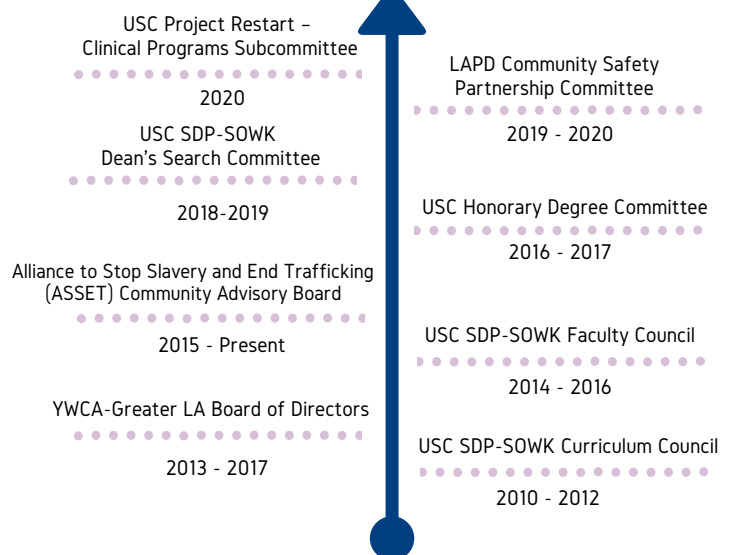 USC Project Restart –
Clinical Programs Subcommittee
2020
USC SDP-SOWK
Dean's Search Committee
2018-2019
Alliance to Stop Slavery and End Trafficking
(ASSET) Community Advisory Board
2015 - Present
YWCA-Greater LA Board of Directors
2013 - 2017
LAPD Community Safety
Partnership Committee
2019 - 2020
USC Honorary Degree Committee
2016 - 2017
USC SDP-SOWK Faculty Council
2014 - 2016
USC SDP-SOWK Curriculum Council
2010 - 2012